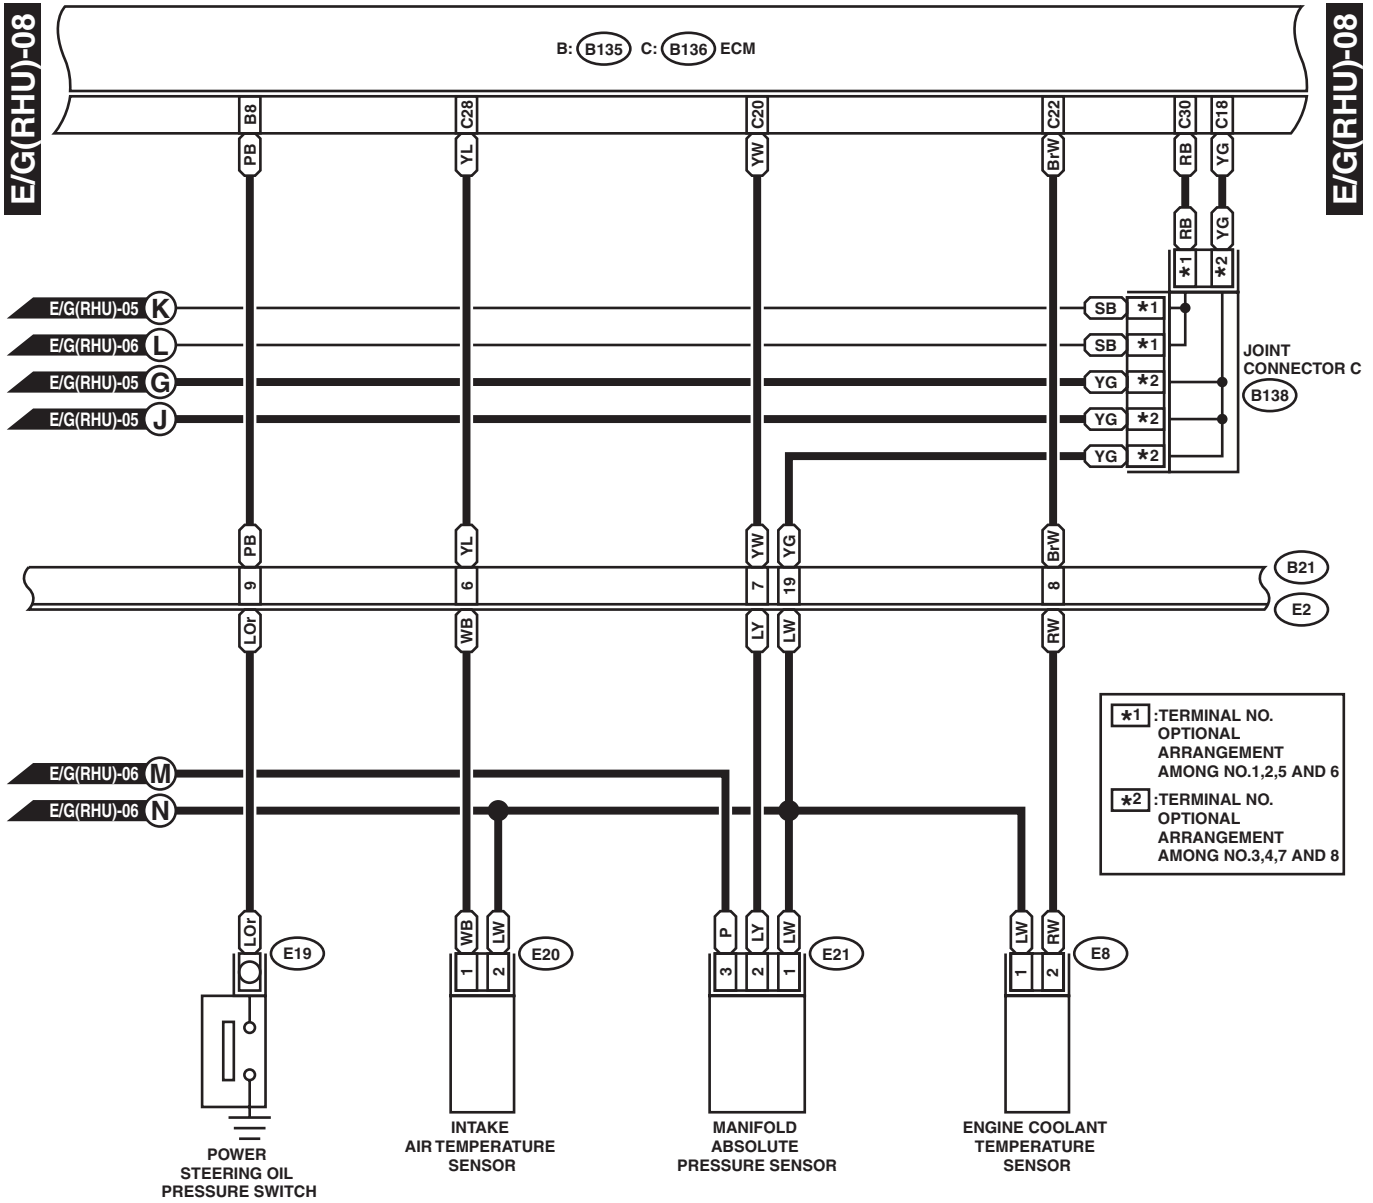 E/G(RHU)-08
E/G(RHU)-08
B: B135 C: B136 ECM
B8
C28
C20
C22
C30
C18
PB
YL
YW
BrW
RB
YG
RB
YG
*1
*2
E/G(RHU)-05 K
SB *1
E/G(RHU)-06 L
SB *1
E/G(RHU)-05 G
YG *2
E/G(RHU)-05 J
YG *2
YG *2
JOINT
CONNECTOR C
B138
PB
YL
YW
YG
BrW
9
6
7
19
8
B21
E2
LOr
WB
LY
LW
RW
*1 :TERMINAL NO.
OPTIONAL
ARRANGEMENT
AMONG NO.1,2,5 AND 6
*2 :TERMINAL NO.
OPTIONAL
ARRANGEMENT
AMONG NO.3,4,7 AND 8
E/G(RHU)-06 M
E/G(RHU)-06 N
LOr
WB
LW
P
LY
LW
LW
RW
E19
E20
E21
E8
1
2
3
2
1
1
2
POWER
STEERING OIL
PRESSURE SWITCH
INTAKE
AIR TEMPERATURE
SENSOR
MANIFOLD
ABSOLUTE
PRESSURE SENSOR
ENGINE COOLANT
TEMPERATURE
SENSOR